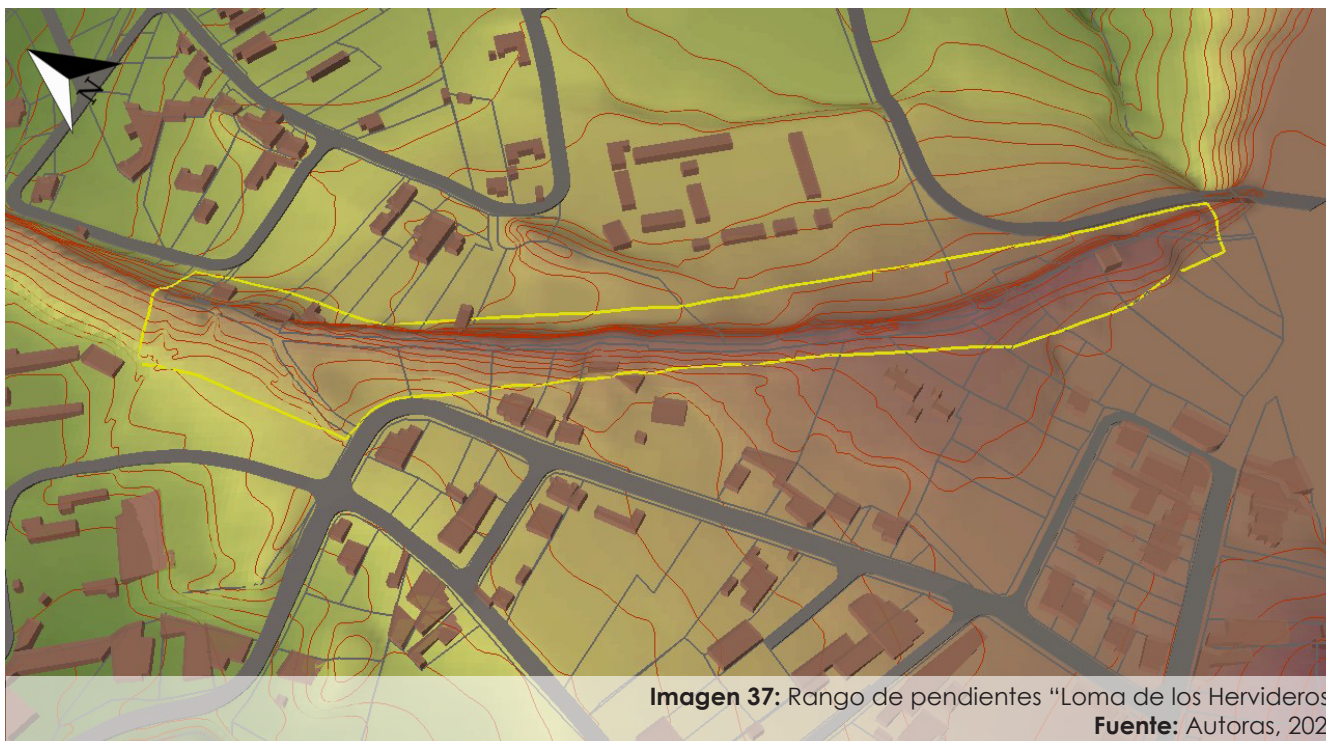 N
Imagen 37: Rango de pendientes “Loma de los Hervideros
Fuente: Autoras, 202